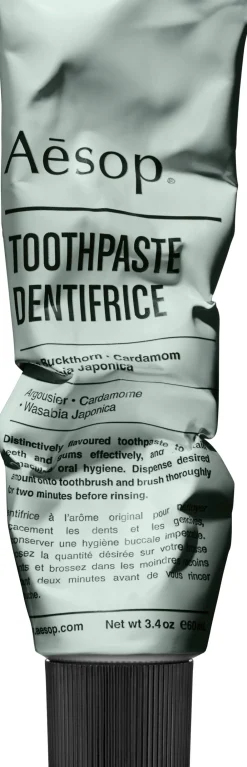 Aēsop®
TOOTHPASTE
DENTIFRICE
Buckthorn • Cardamom
Japonica
Argousier • Cardamome
• Wasabia Japonica
Distinctively flavoured toothpaste to
teeth and gums effectively, and
oral hygiene. Dispense desired
amount onto toothbrush and brush thoroughly
for two minutes before rinsing.
à l'arôme original pour
les dents et les gencives,
une hygiène buccale
la quantité désirée sur votre
et brossez dans les moindres
deux minutes avant de vous rincer
aesop.com Net wt 3.4 oz